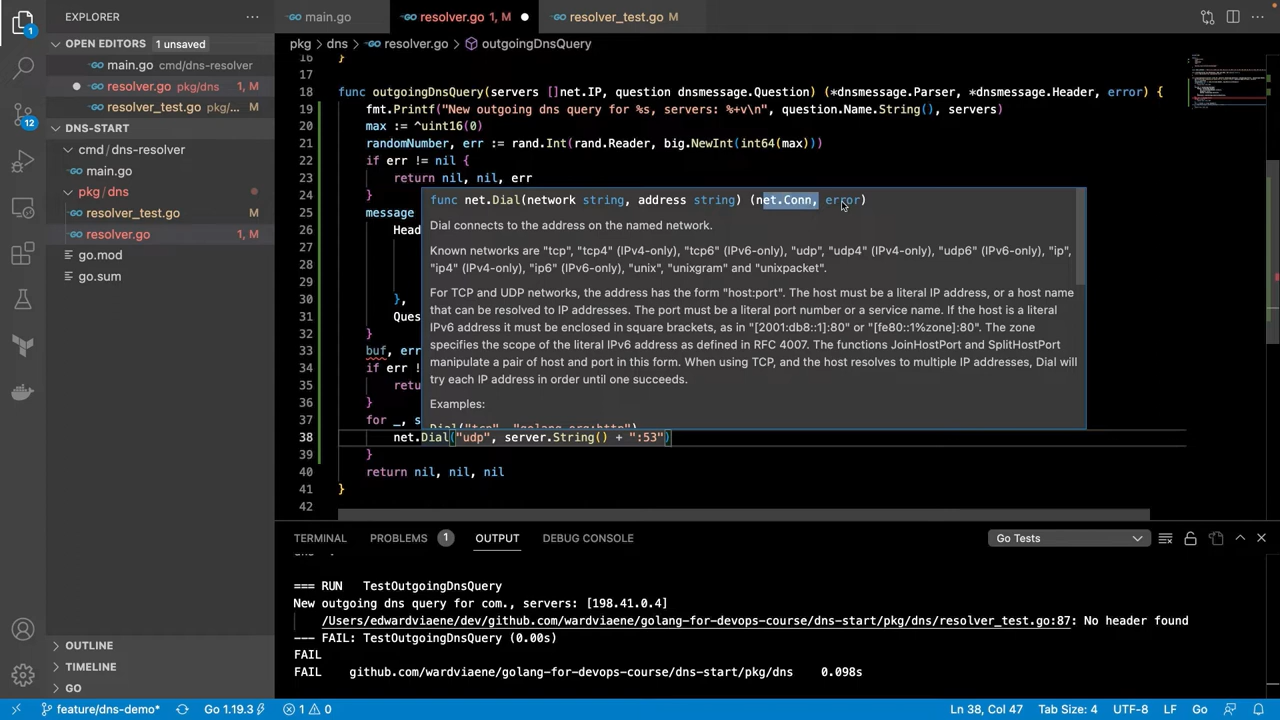 EXPLORER
main.go
resolver.go 1, M
resolver_test.go M
OPEN EDITORS 1 unsaved
pkg > dns > resolver.go > outgoingDnsQuery
main.go cmd/dns-resolver
16 }
resolver.go pkg/dns 1, M
17
resolver_test.go pkg/... M
18 func outgoingDnsQuery(servers []net.IP, question dnsmessage.Question) (*dnsmessage.Parser, *dnsmessage.Header, error) {
19 fmt.Printf("New outgoing dns query for %s, servers: %+v\n", question.Name.String(), servers)
12
DNS-START
20 max := ^uint16(0)
cmd/dns-resolver
21 randomNumber, err := rand.Int(rand.Reader, big.NewInt(int64(max)))
main.go
22 if err != nil {
23 return nil, nil, err
pkg/dns
24 }
func net.Dial(network string, address string) (net.Conn, error)
resolver_test.go M
25 message
Dial connects to the address on the named network.
resolver.go 1, M
26 Head
go.mod
27
Known networks are "tcp", "tcp4" (IPv4-only), "tcp6" (IPv6-only), "udp", "udp4" (IPv4-only), "udp6" (IPv6-only), "ip",
28
"ip4" (IPv4-only), "ip6" (IPv6-only), "unix", "unixgram" and "unixpacket".
go.sum
29
For TCP and UDP networks, the address has the form "host:port". The host must be a literal IP address, or a host name
30 },
that can be resolved to IP addresses. The port must be a literal port number or a service name. If the host is a literal
31 Ques
IPv6 address it must be enclosed in square brackets, as in "[2001:db8::1]:80" or "[fe80::1%zone]:80". The zone
32 }
specifies the scope of the literal IPv6 address as defined in RFC 4007. The functions JoinHostPort and SplitHostPort
33 buf, err
manipulate a pair of host and port in this form. When using TCP, and the host resolves to multiple IP addresses, Dial will
34 if err !
try each IP address in order until one succeeds.
35 retu
36 }
Examples:
37 for _, s
Dial("tcp", "golang.org:http")
38 net.Dial("udp", server.String() + ":53")
39 }
40 return nil, nil, nil
41 }
42
TERMINAL PROBLEMS 1 OUTPUT DEBUG CONSOLE Go Tests
=== RUN TestOutgoingDnsQuery
New outgoing dns query for com., servers: [198.41.0.4]
/Users/edwardviaene/dev/github.com/wardviaene/golang-for-devops-course/dns-start/pkg/dns/resolver_test.go:87: No header found
--- FAIL: TestOutgoingDnsQuery (0.00s)
FAIL
FAIL github.com/wardviaene/golang-for-devops-course/dns-start/pkg/dns 0.098s
OUTLINE
TIMELINE
GO
feature/dns-demo* Go 1.19.3 1 0 Ln 38, Col 47 Tab Size: 4 UTF-8 LF Go